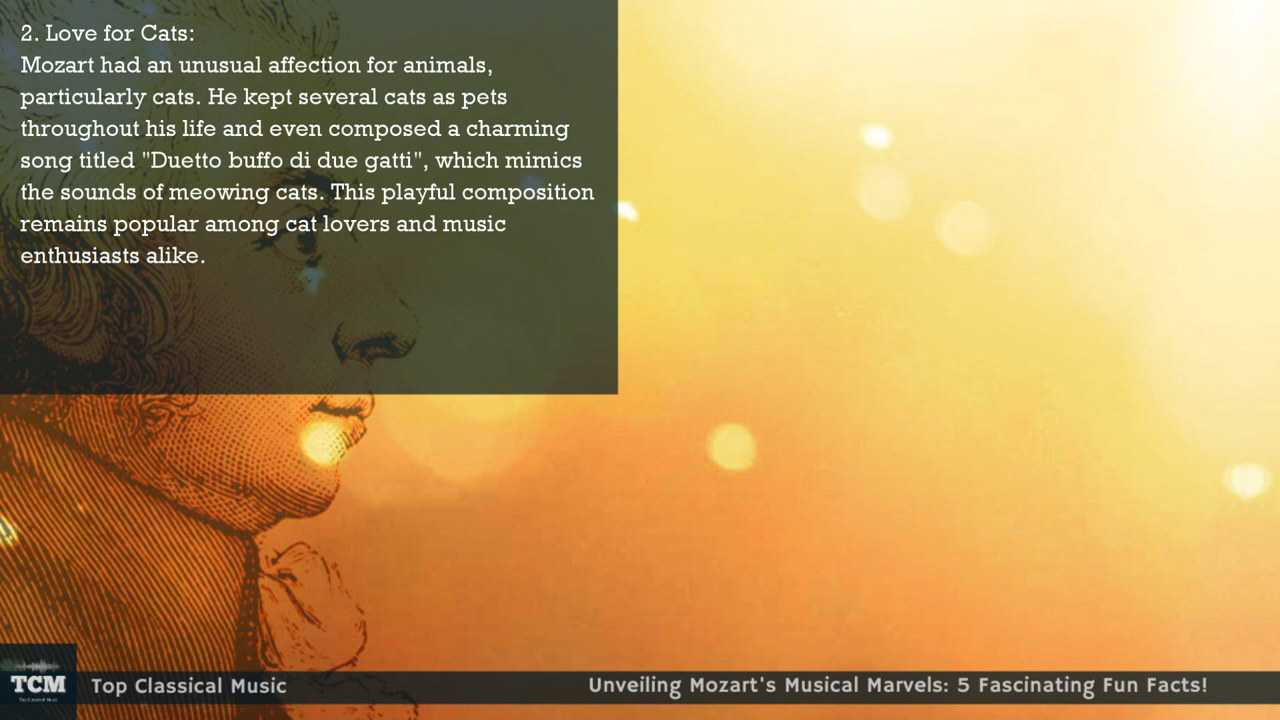 2. Love for Cats:
Mozart had an unusual affection for animals,
particularly cats. He kept several cats as pets
throughout his life and even composed a charming
song titled "Duetto buffo di due gatti", which mimics
the sounds of meowing cats. This playful composition
remains popular among cat lovers and music
enthusiasts alike.
TCM
Top Classical Music
Top Classical Music
Unveiling Mozart's Musical Marvels: 5 Fascinating Fun Facts!